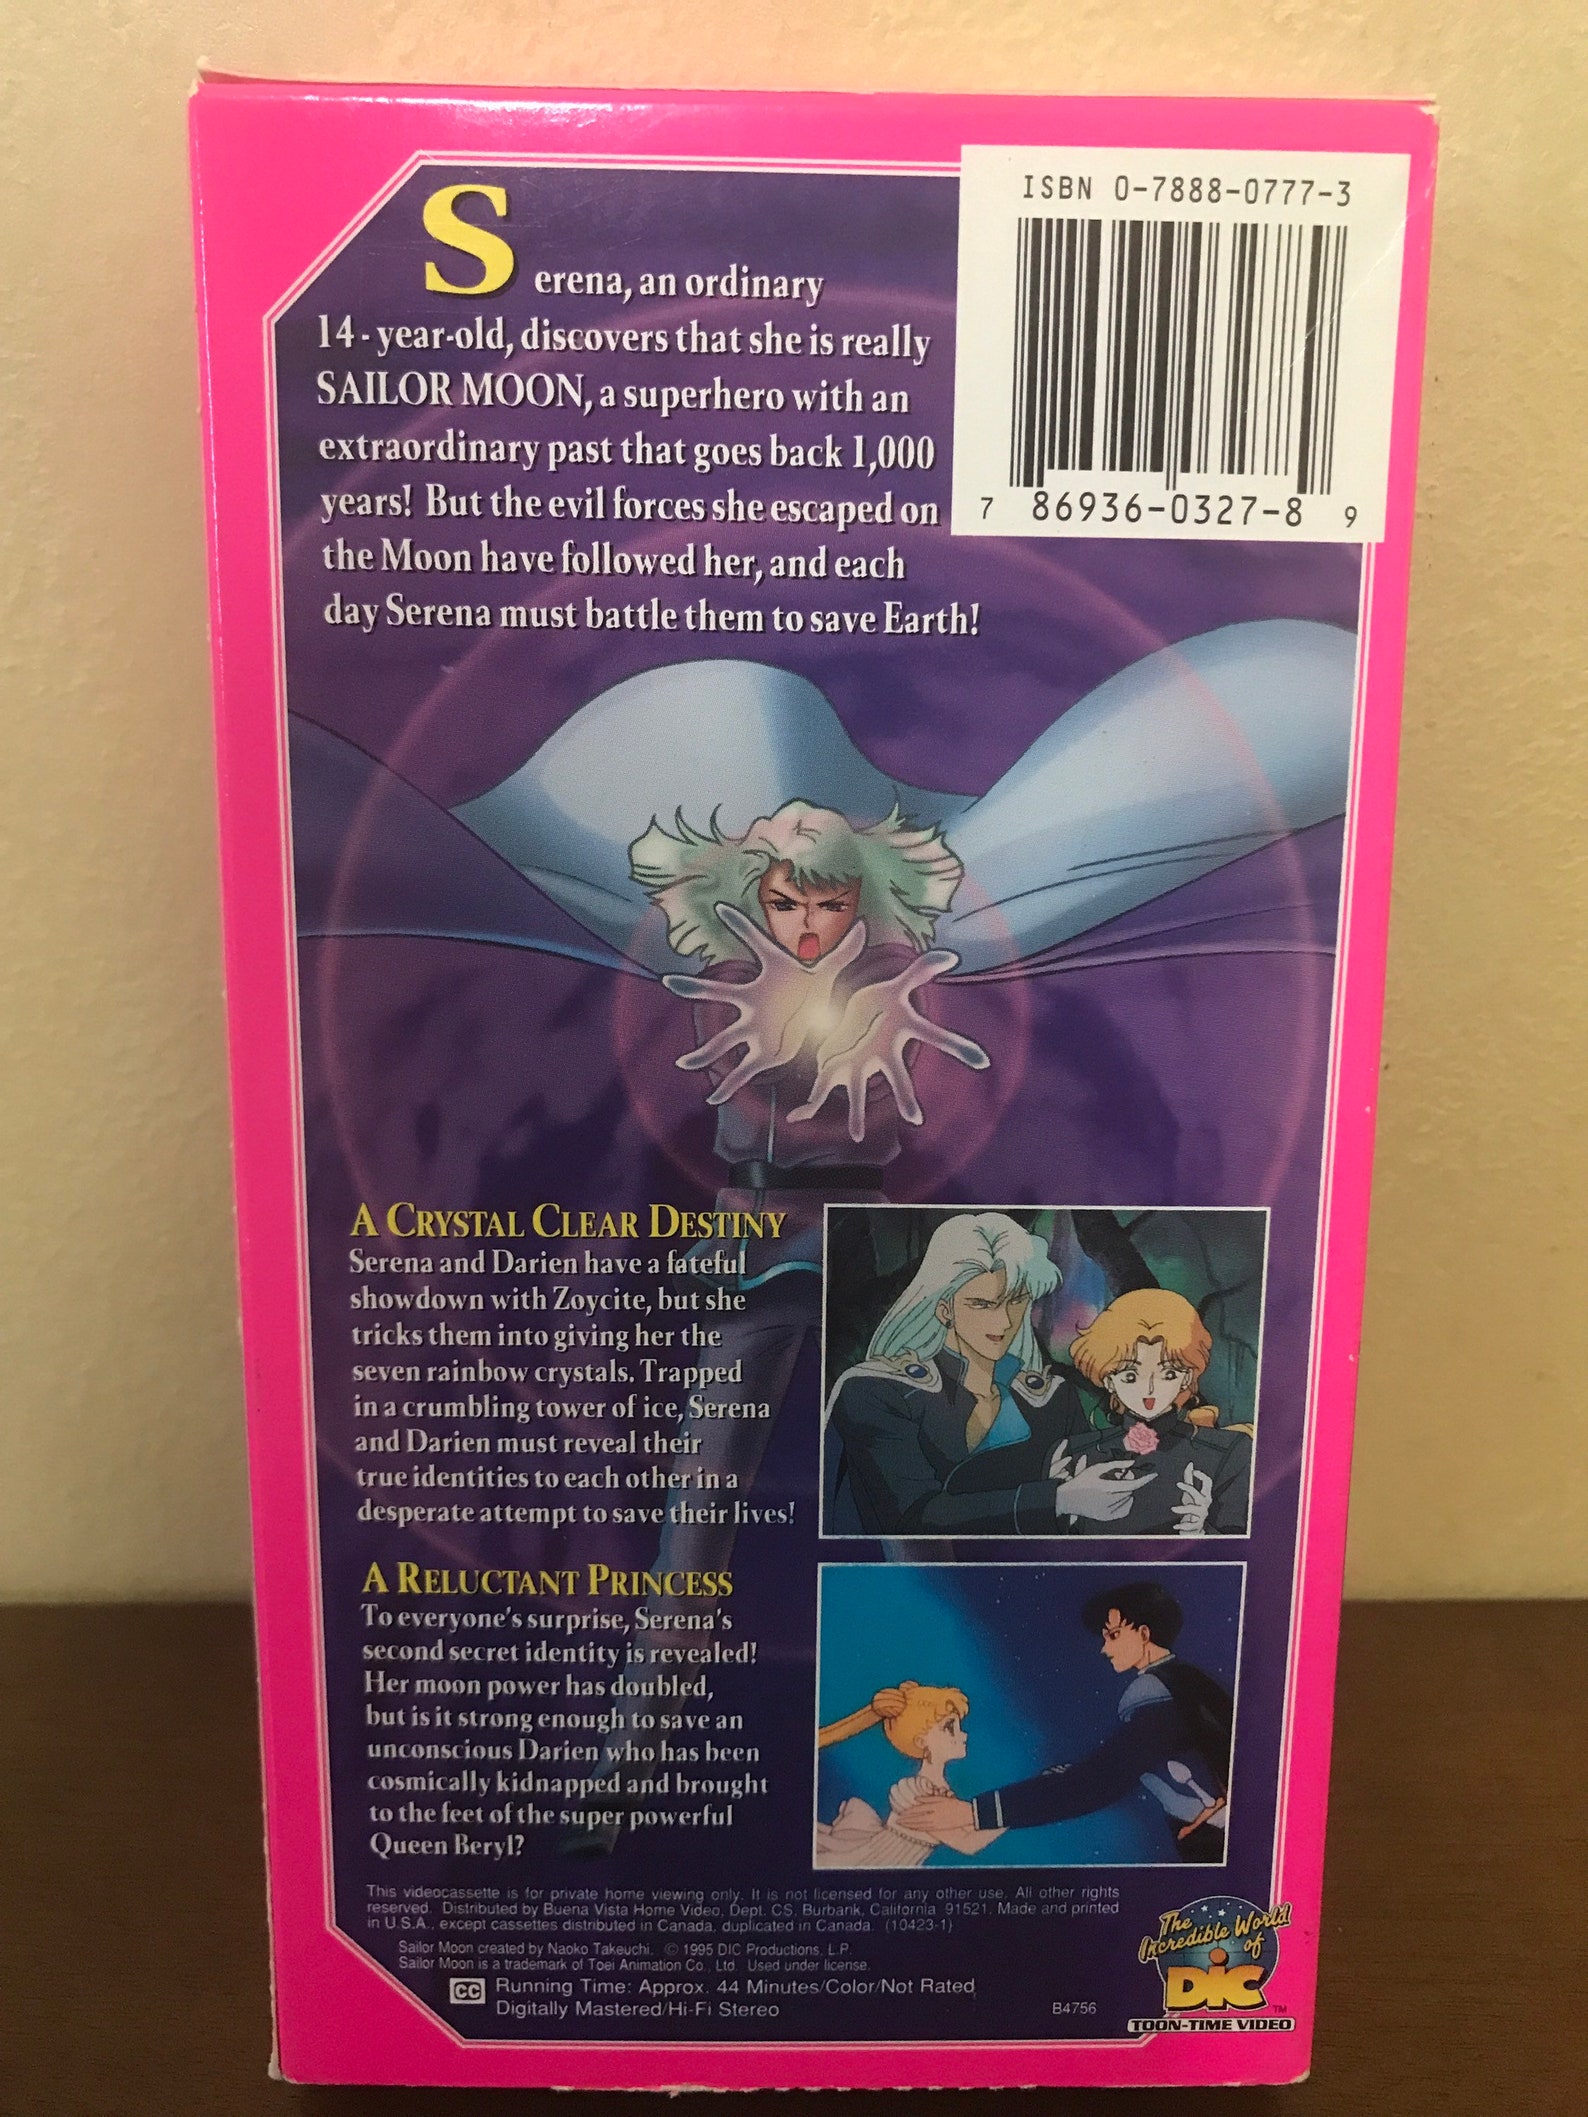 Serena, an ordinary
14-year-old, discovers that she is really
SAILOR MOON, a superhero with an
extraordinary past that goes back 1,000
years! But the evil forces she escaped on
the Moon have followed her, and each
day Serena must battle them to save Earth!
ISBN 0-7888-0777-3
7 86936-0327-8 9
A CRYSTAL CLEAR DESTINY
Serena and Darien have a fateful
showdown with Zoycite, but she
tricks them into giving her the
seven rainbow crystals. Trapped
in a crumbling tower of ice, Serena
and Darien must reveal their
true identities to each other in a
desperate attempt to save their lives!
A RELUCTANT PRINCESS
To everyone's surprise, Serena's
second secret identity is revealed!
Her moon power has doubled,
but is it strong enough to save an
unconscious Darien who has been
cosmically kidnapped and brought
to the feet of the super powerful
Queen Beryl?
This videocassette is for private home viewing only. It is not licensed for any other use. All other rights
reserved. Distributed by Buena Vista Home Video, Dept. CS, Burbank, California 91521. Made and printed
in U.S.A., except cassettes distributed in Canada, duplicated in Canada. (10423-1)
Sailor Moon created by Naoko Takeuchi. © 1995 DIC Productions, L.P.
Sailor Moon is a trademark of Toei Animation Co., Ltd. Used under license.
CC Running Time: Approx. 44 Minutes/Color/Not Rated
Digitally Mastered/Hi-Fi Stereo
B4756
The
Incredible World
of
DIC
TM
TOON-TIME VIDEO